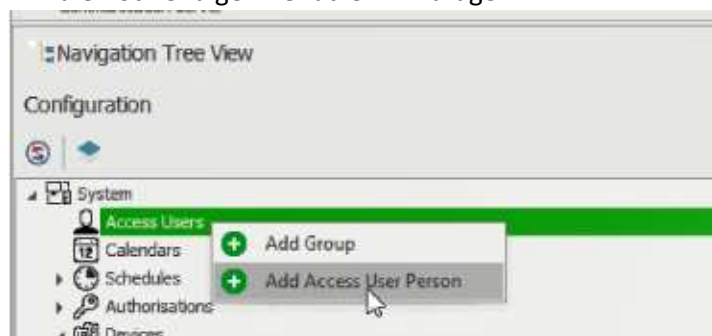 Navigation Tree View
Configuration
System
Access Users
Add Group
Calendars
Schedules
Add Access User Person
Authorisations
Devices